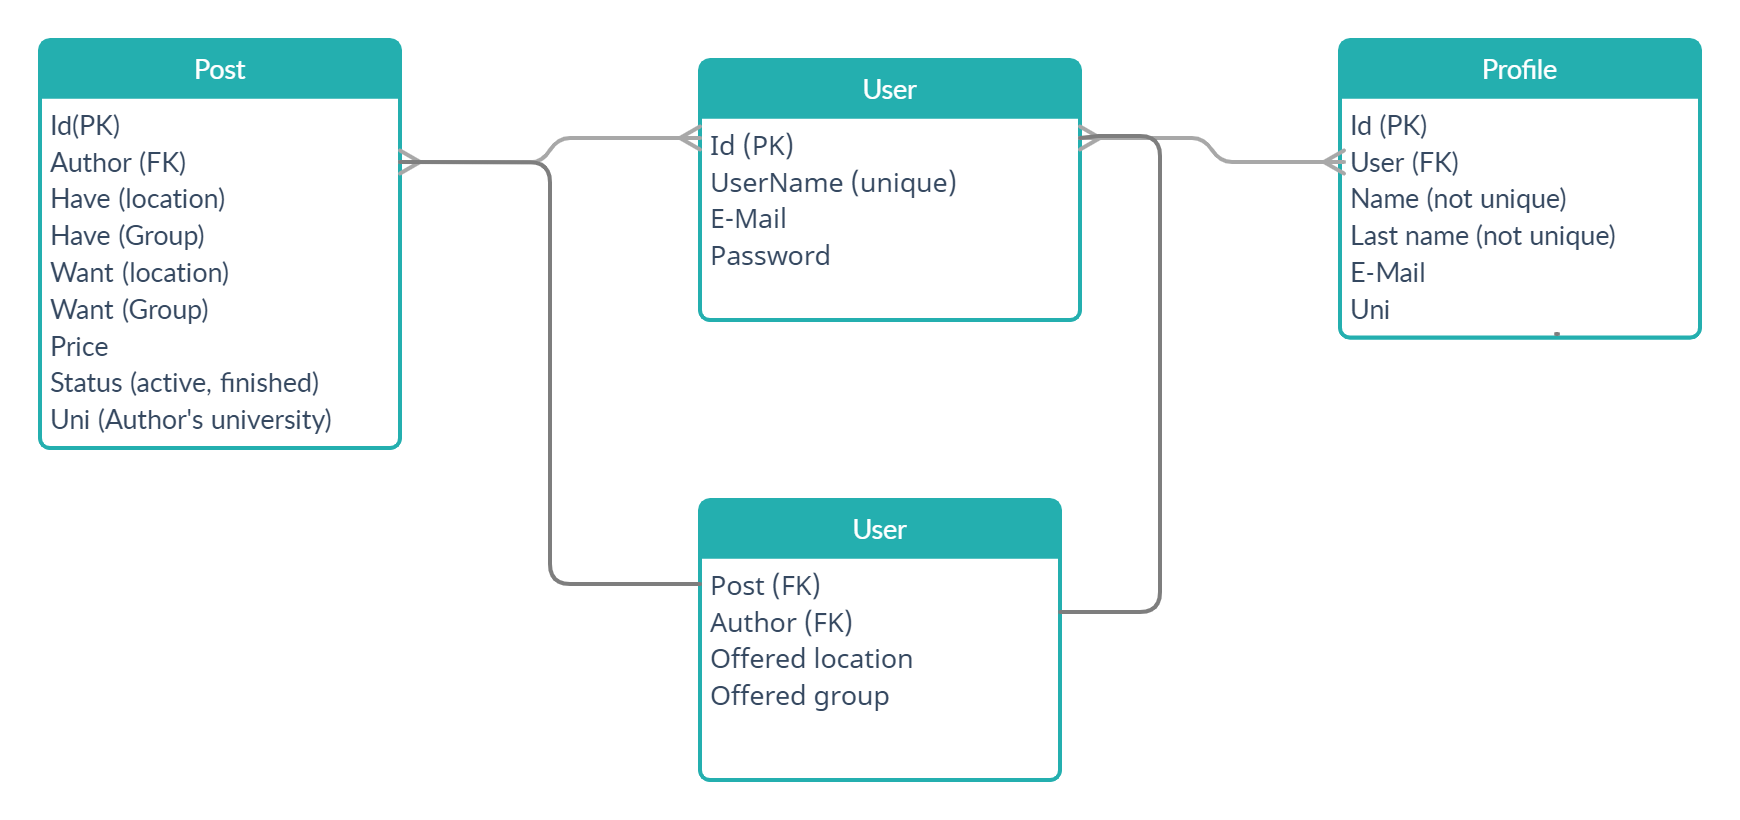 Post
Id(PK)
Author (FK)
Have (location)
Have (Group)
Want (location)
Want (Group)
Price
Status (active, finished)
Uni (Author's university)
User
Id (PK)
UserName (unique)
E-Mail
Password
Profile
Id (PK)
User (FK)
Name (not unique)
Last name (not unique)
E-Mail
Uni
User
Post (FK)
Author (FK)
Offered location
Offered group